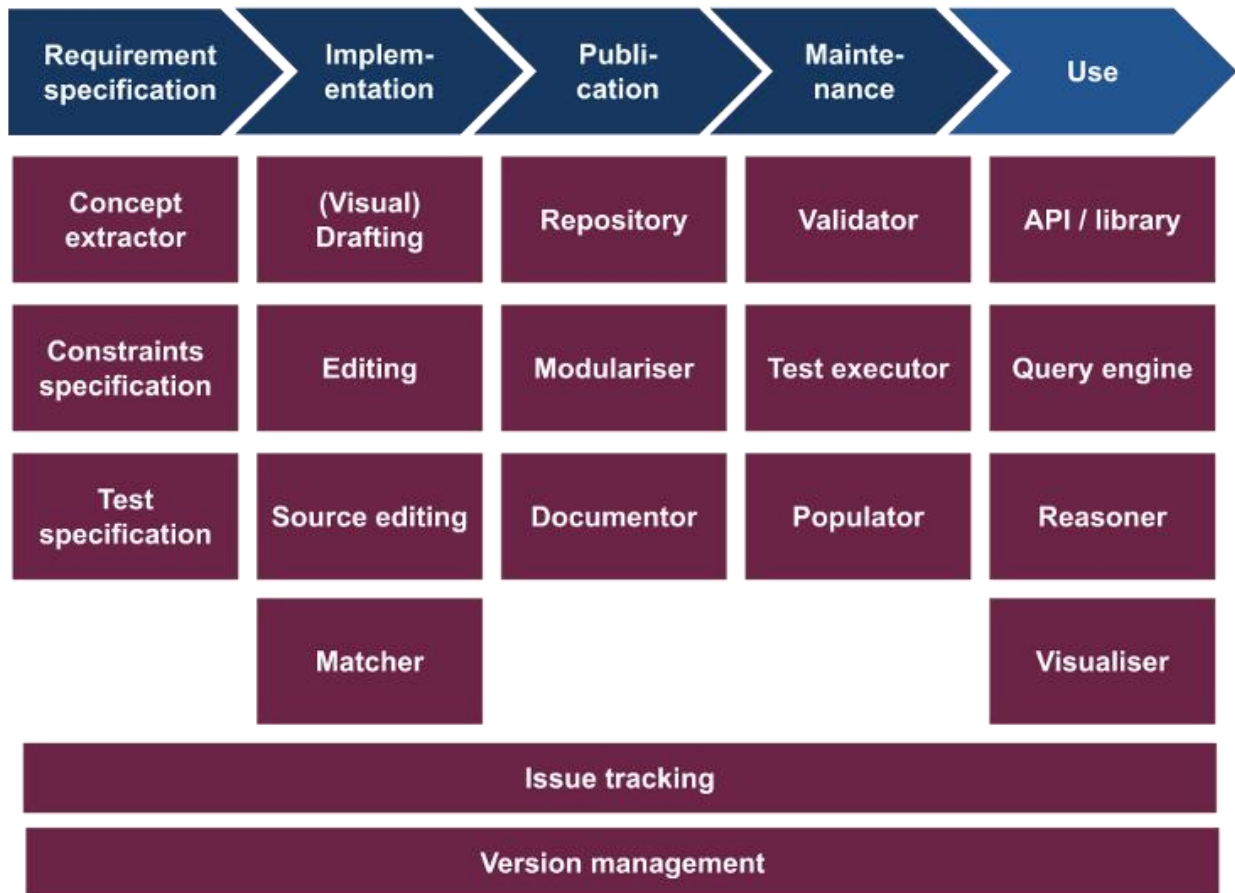 Requirement
specification
Implem-
entation
Publi-
cation
Mainte-
nance
Use
Concept
extractor
(Visual)
Drafting
Repository
Validator
API / library
Constraints
specification
Editing
Modulariser
Test executor
Query engine
Test
specification
Source editing
Documentor
Populator
Reasoner
Matcher
Visualiser
Issue tracking
Version management